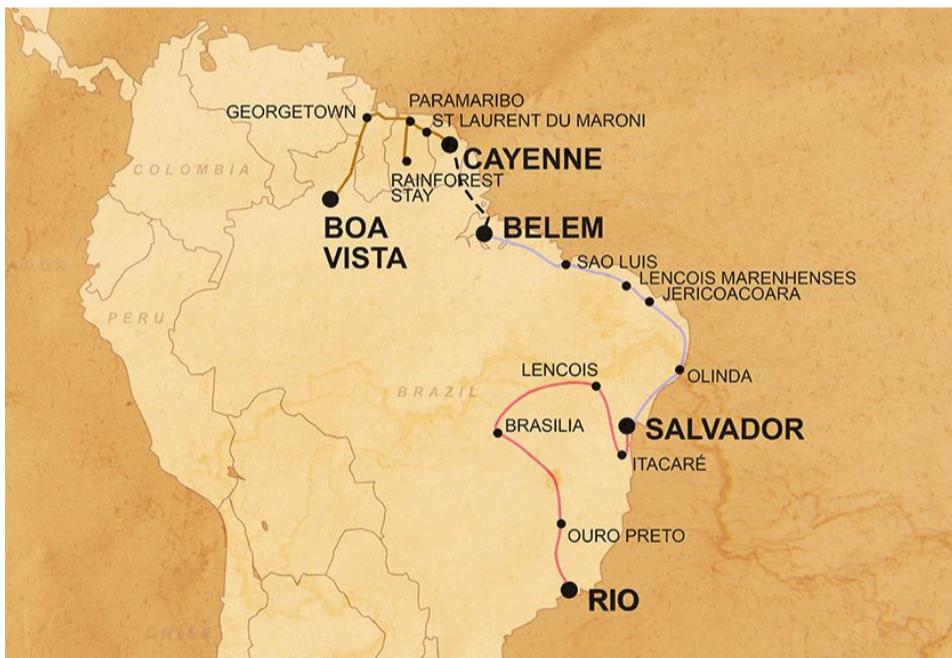 PARAMARIBO
GEORGETOWN
ST LAURENT DU MARONI
CAYENNE
COLOMBIA
RAINFOREST
STAY
BOA
VISTA
BELEM
SAO LUIS
LENCOIS MARENHENSES
JERICOACOARA
PERU
LENCOIS
OLINDA
BRAZIL
BRASILIA
SALVADOR
ITACARÉ
OURO PRETO
RIO
CHILE